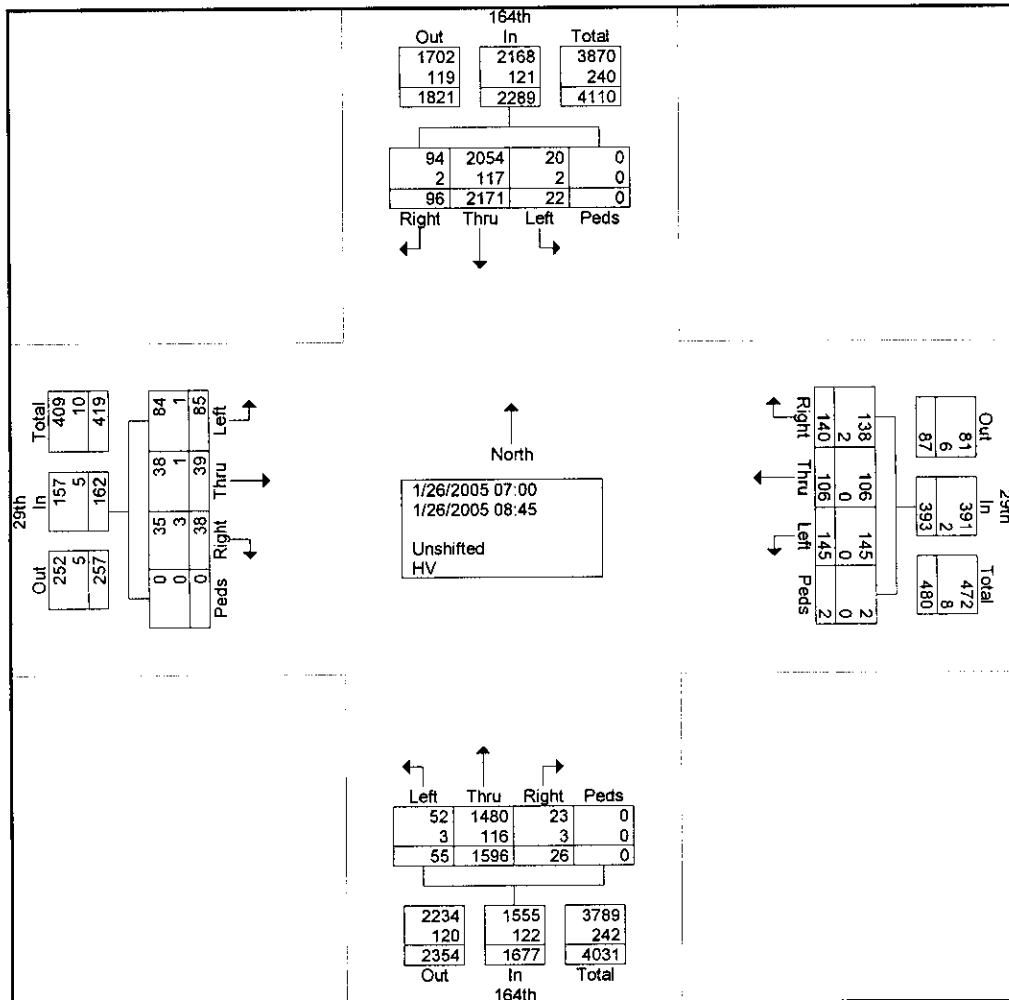 164th
Out In Total
1702 2168 3870
119 121 240
1821 2289 4110
94 2054 20 0
2 117 2 0
96 2171 22 0
Right Thru Left Peds
29th
Total In Out
409 157 252
10 5 5
419 162 257
84 38 35 0
1 1 3 0
85 39 38 0
Left Thru Right Peds
North
1/26/2005 07:00
1/26/2005 08:45
Unshifted
HV
Right Thru Left Peds
140 106 145 2
2 0 0 0
138 106 145 2
87 393 480
6 2 8
81 391 472
Out In Total
29th
Left Thru Right Peds
52 1480 23 0
3 116 3 0
55 1596 26 0
2234 1555 3789
120 122 242
2354 1677 4031
Out In Total
164th